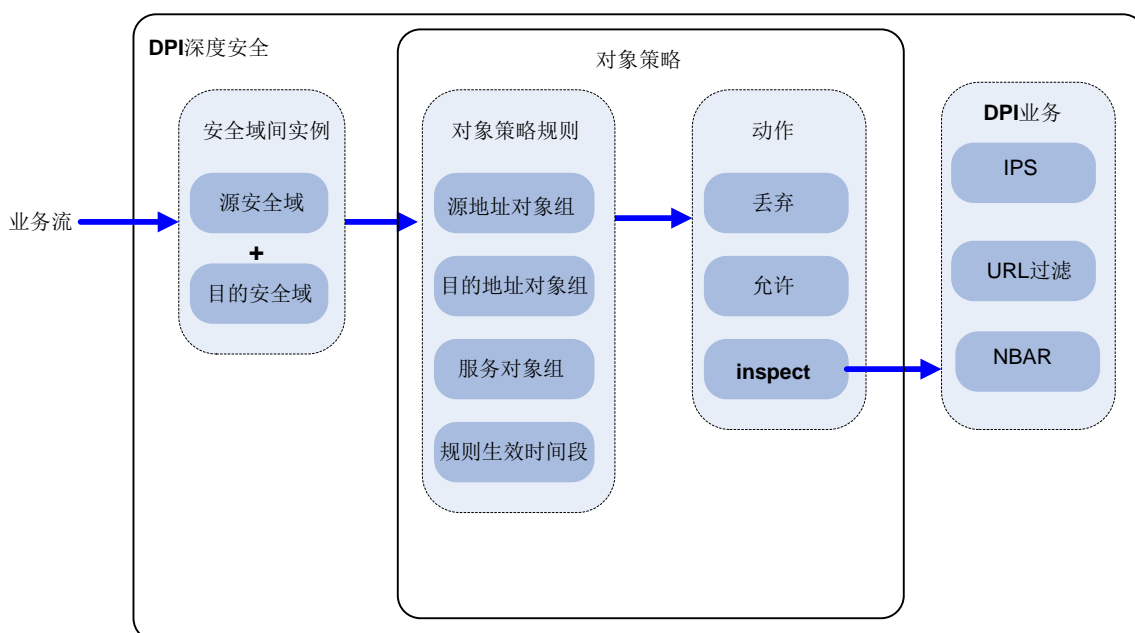 DPI深度安全
对象策略
业务流
安全域间实例
源安全域
+
目的安全域
对象策略规则
源地址对象组
目的地址对象组
服务对象组
规则生效时间段
动作
丢弃
允许
inspect
DPI业务
IPS
URL过滤
NBAR